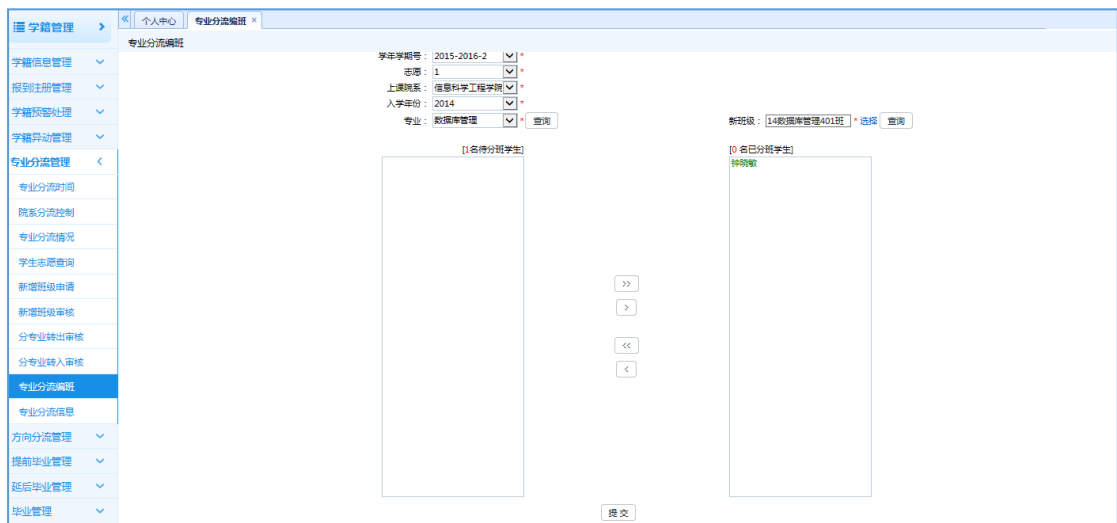 学籍管理
个人中心 专业分流编班 ×
专业分流编班
学籍信息管理
报到注册管理
学籍预警处理
学籍异动管理
专业分流管理
专业分流时间
院系分流控制
专业分流情况
学生志愿查询
新增班级申请
新增班级审核
分专业转出审核
分专业转入审核
专业分流编班
专业分流信息
方向分流管理
提前毕业管理
延后毕业管理
毕业管理
学年学期号： 2015-2016-2 *
志愿： 1 *
上课院系： 信息科学工程学院 *
入学年份： 2014 *
专业： 数据库管理 * 查询 新班级： 14数据库管理401班 * 选择 查询
[1名待分班学生] [0 名已分班学生]
钟晓敏
>>
>
<<
<
提 交